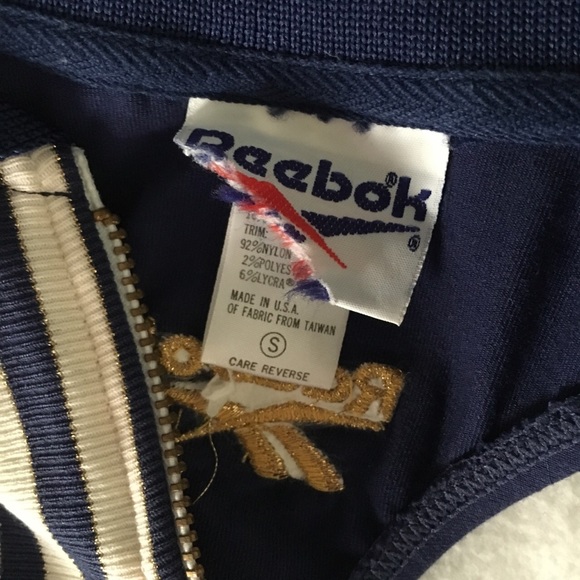 Reebok®
®
TRIM:
92%NYLON
2%POLYES
6%LYCRA®
MADE IN U.S.A.
OF FABRIC FROM TAIWAN
S
CARE REVERSE